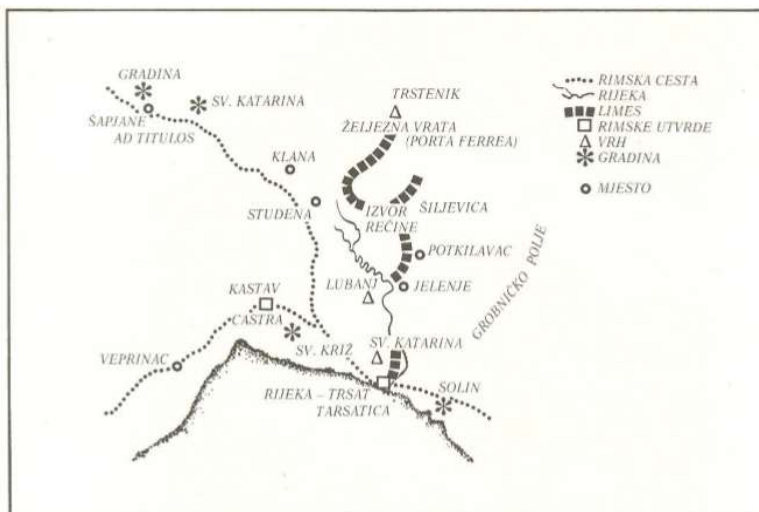 GRADINA
SV. KATARINA
ŠAPJANE
AD TITULOS
KLANA
STUDENA
TRSTENIK
ŽELJEZNA VRATA
(PORTA FERREA)
IZVOR
REČINE
ŠILJEVICA
POTKILAVAC
LUBANJ
JELENJE
GROBNIČKO POLJE
KASTAV
CASTRA
SV. KRIŽ
SV. KATARINA
VEPRINAC
RIJEKA – TRSAT
TARSATICA
SOLIN
RIMSKA CESTA
RIJEKA
LIMES
RIMSKE UTVRDE
VRH
GRADINA
MJESTO